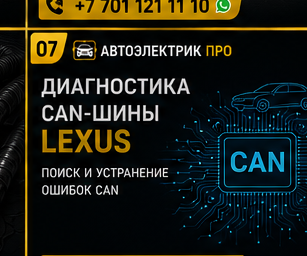 +7 701 121 11 10
07 АВТОЭЛЕКТРИК ПРО
ДИАГНОСТИКА
CAN-ШИНЫ
LEXUS
ПОИСК И УСТРАНЕНИЕ
ОШИБОК CAN
CAN